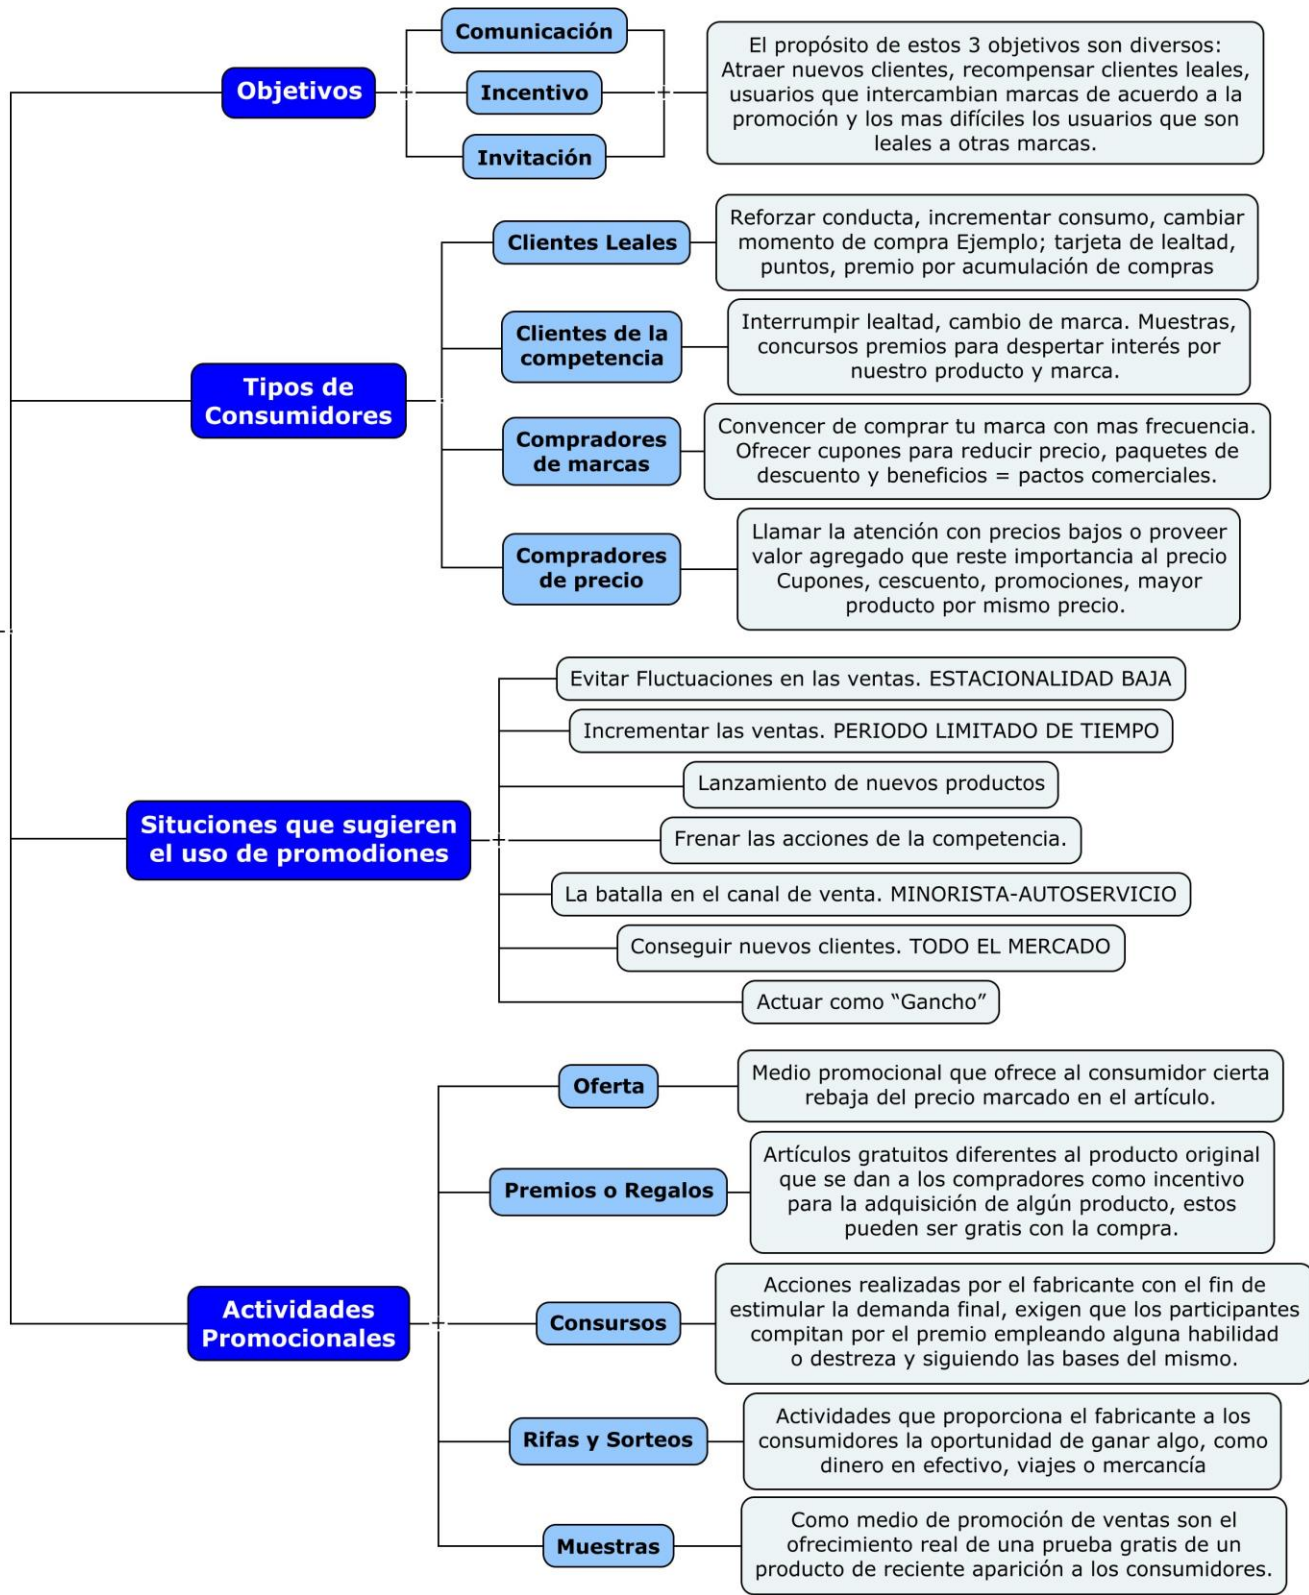 Objetivos
Comunicación
Incentivo
Invitación
El propósito de estos 3 objetivos son diversos:
Atraer nuevos clientes, recompensar clientes leales,
usuarios que intercambian marcas de acuerdo a la
promoción y los mas difíciles los usuarios que son
leales a otras marcas.
Tipos de
Consumidores
Clientes Leales
Reforzar conducta, incrementar consumo, cambiar
momento de compra Ejemplo; tarjeta de lealtad,
puntos, premio por acumulación de compras
Clientes de la
competencia
Interrumpir lealtad, cambio de marca. Muestras,
concursos premios para despertar interés por
nuestro producto y marca.
Compradores
de marcas
Convencer de comprar tu marca con mas frecuencia.
Ofrecer cupones para reducir precio, paquetes de
descuento y beneficios = pactos comerciales.
Compradores
de precio
Llamar la atención con precios bajos o proveer
valor agregado que reste importancia al precio
Cupones, cescuento, promociones, mayor
producto por mismo precio.
Situciones que sugieren
el uso de promodiones
Evitar Fluctuaciones en las ventas. ESTACIONALIDAD BAJA
Incrementar las ventas. PERIODO LIMITADO DE TIEMPO
Lanzamiento de nuevos productos
Frenar las acciones de la competencia.
La batalla en el canal de venta. MINORISTA-AUTOSERVICIO
Conseguir nuevos clientes. TODO EL MERCADO
Actuar como “Gancho”
Actividades
Promocionales
Oferta
Medio promocional que ofrece al consumidor cierta
rebaja del precio marcado en el artículo.
Premios o Regalos
Artículos gratuitos diferentes al producto original
que se dan a los compradores como incentivo
para la adquisición de algún producto, estos
pueden ser gratis con la compra.
Consursos
Acciones realizadas por el fabricante con el fin de
estimular la demanda final, exigen que los participantes
compitan por el premio empleando alguna habilidad
o destreza y siguiendo las bases del mismo.
Rifas y Sorteos
Actividades que proporciona el fabricante a los
consumidores la oportunidad de ganar algo, como
dinero en efectivo, viajes o mercancía
Muestras
Como medio de promoción de ventas son el
ofrecimiento real de una prueba gratis de un
producto de reciente aparición a los consumidores.